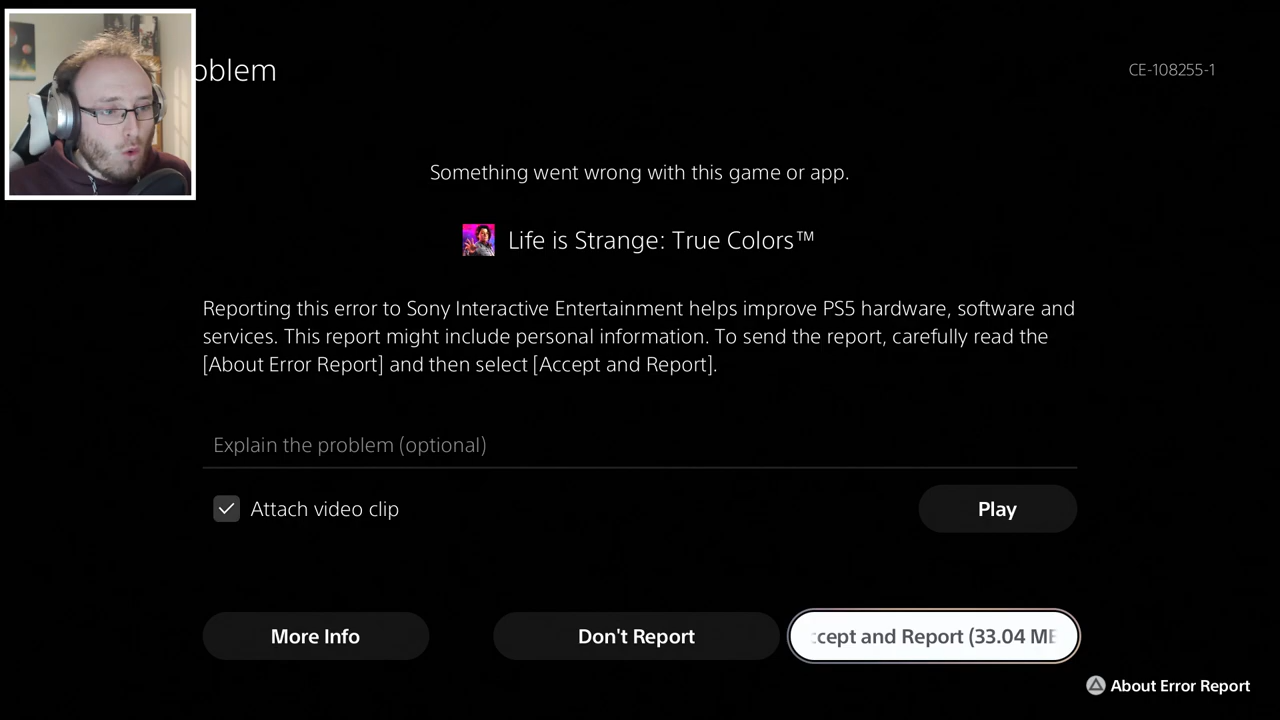 oblem
CE-108255-1
Something went wrong with this game or app.
Life is Strange: True Colors™
Reporting this error to Sony Interactive Entertainment helps improve PS5 hardware, software and
services. This report might include personal information. To send the report, carefully read the
[About Error Report] and then select [Accept and Report].
Explain the problem (optional)
Attach video clip
Play
More Info
Don't Report
ccept and Report (33.04 MB
About Error Report